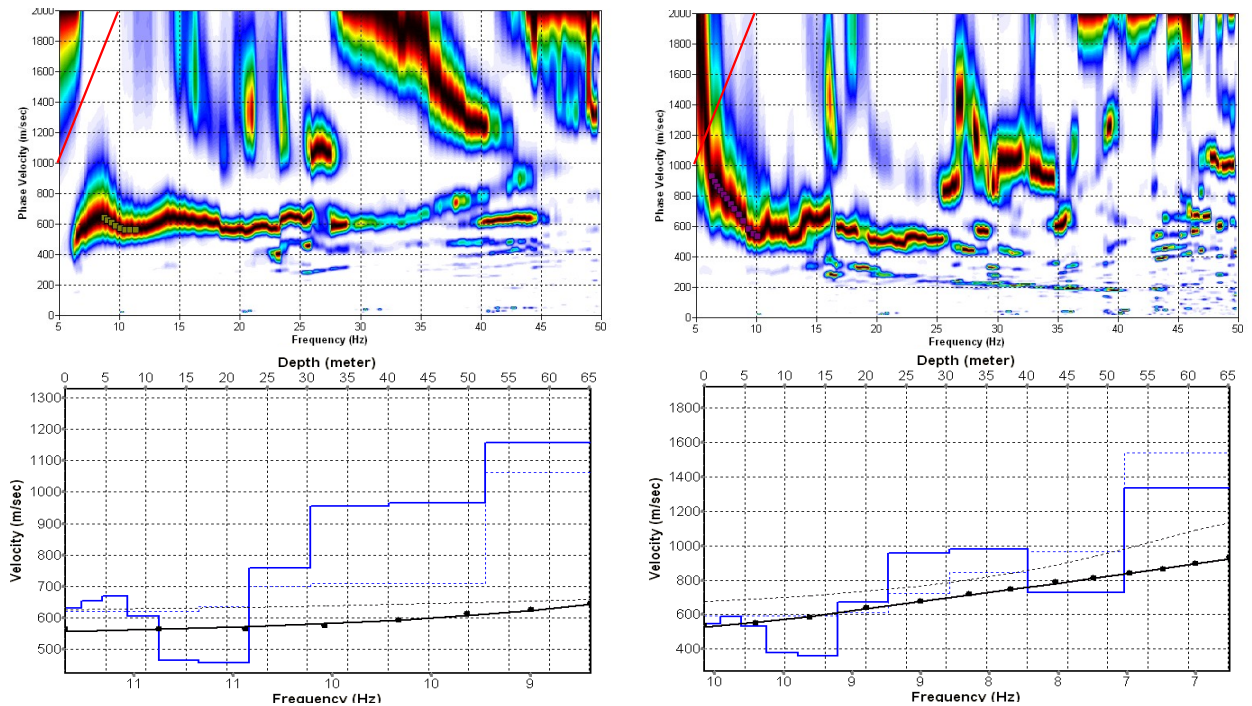 2000
1800
1600
1400
1200
1000
800
600
400
200
0
Phase Velocity (m/sec)
5 10 15 20 25 30 35 40 45 50
Frequency (Hz)
2000
1800
1600
1400
1200
1000
800
600
400
200
0
Phase Velocity (m/sec)
5 10 15 20 25 30 35 40 45 50
Frequency (Hz)
Depth (meter)
0 5 10 15 20 25 30 35 40 45 50 55 60 65
1300
1200
1100
1000
900
800
700
600
500
Velocity (m/sec)
11 11 10 10 9
Frequency (Hz)
Depth (meter)
0 5 10 15 20 25 30 35 40 45 50 55 60 65
1800
1600
1400
1200
1000
800
600
400
Velocity (m/sec)
10 10 9 9 8 8 7 7
Frequency (Hz)